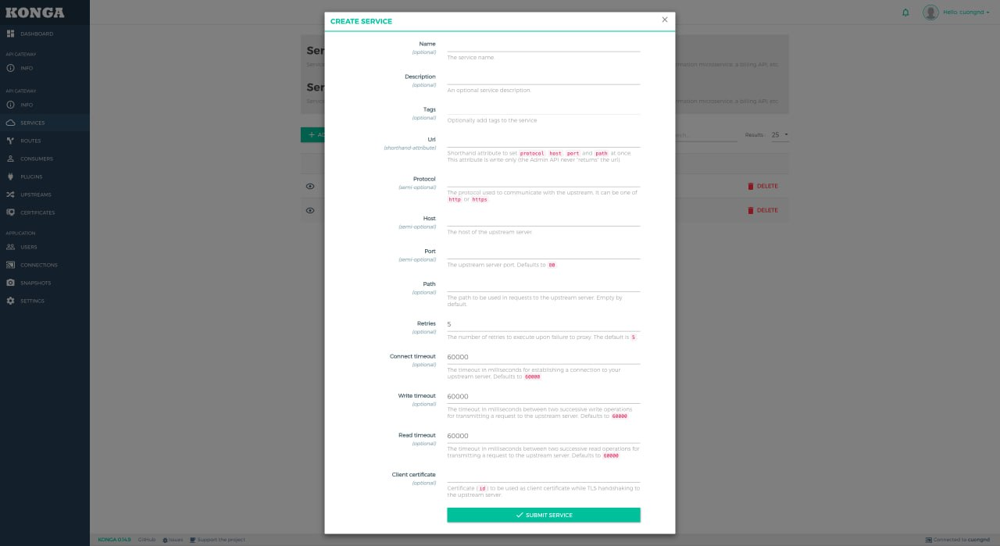 KONGA
DASHBOARD
API GATEWAY
INFO
API GATEWAY
INFO
SERVICES
ROUTES
CONSUMERS
PLUGINS
UPSTREAMS
CERTIFICATES
APPLICATION
USERS
CONNECTIONS
SNAPSHOTS
SETTINGS
Hello, cuongnd
Results :
25
DELETE
DELETE
CREATE SERVICE
Name
(optional)
The service name.
Description
(optional)
An optional service description.
Tags
(optional)
Optionally add tags to the service
Url
(shorthand-attribute)
Shorthand attribute to set protocol host port and path at once.
This attribute is write-only (the Admin API never "returns" the url)
Protocol
(semi-optional)
The protocol used to communicate with the upstream. It can be one of
http or https
Host
(semi-optional)
The host of the upstream server.
Port
(semi-optional)
The upstream server port. Defaults to 80
Path
(optional)
The path to be used in requests to the upstream server. Empty by
default.
Retries
(optional)
5
The number of retries to execute upon failure to proxy. The default is 5
Connect timeout
(optional)
60000
The timeout in milliseconds for establishing a connection to your
upstream server. Defaults to 60000
Write timeout
(optional)
60000
The timeout in milliseconds between two successive write operations
for transmitting a request to the upstream server. Defaults to 60000
Read timeout
(optional)
60000
The timeout in milliseconds between two successive read operations for
transmitting a request to the upstream server. Defaults to 60000
Client certificate
(optional)
Certificate ( id ) to be used as client certificate while TLS handshaking to
the upstream server.
SUBMIT SERVICE
KONGA 0.14.9 GitHub Issues Support the project
Connected to cuongnd